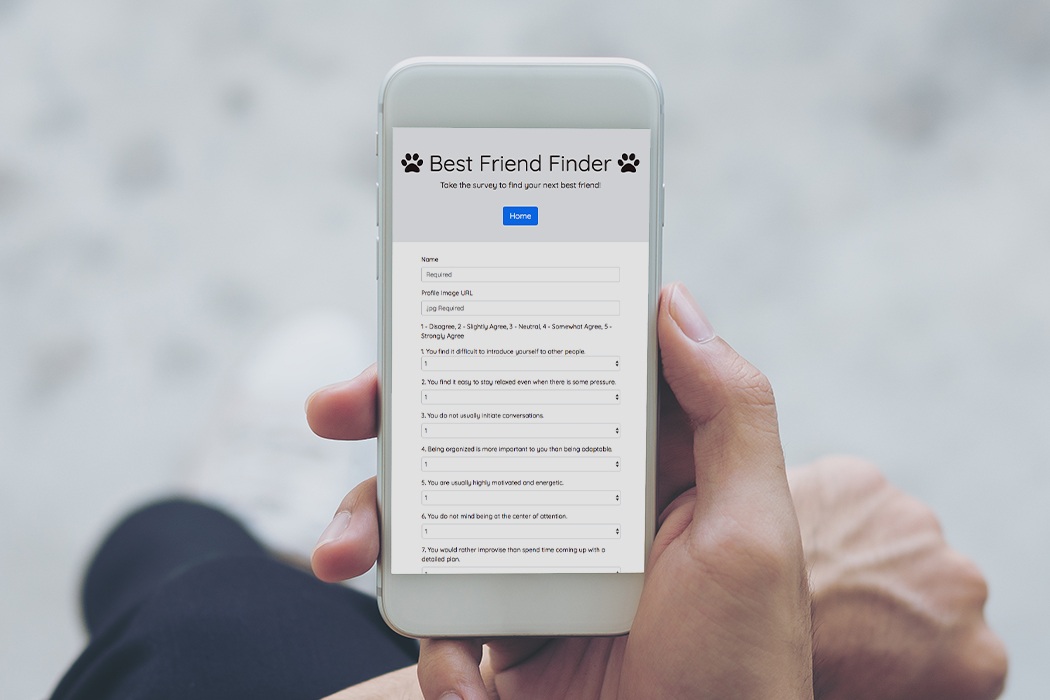 Best Friend Finder
Take the survey to find your next best friend!
Home
Name
Required
Profile Image URL
.jpg Required
1 - Disagree, 2 - Slightly Agree, 3 - Neutral, 4 - Somewhat Agree, 5 -
Strongly Agree
1. You find it difficult to introduce yourself to other people.
1
2. You find it easy to stay relaxed even when there is some pressure.
1
3. You do not usually initiate conversations.
1
4. Being organized is more important to you than being adaptable.
1
5. You are usually highly motivated and energetic.
1
6. You do not mind being at the center of attention.
1
7. You would rather improvise than spend time coming up with a
detailed plan.